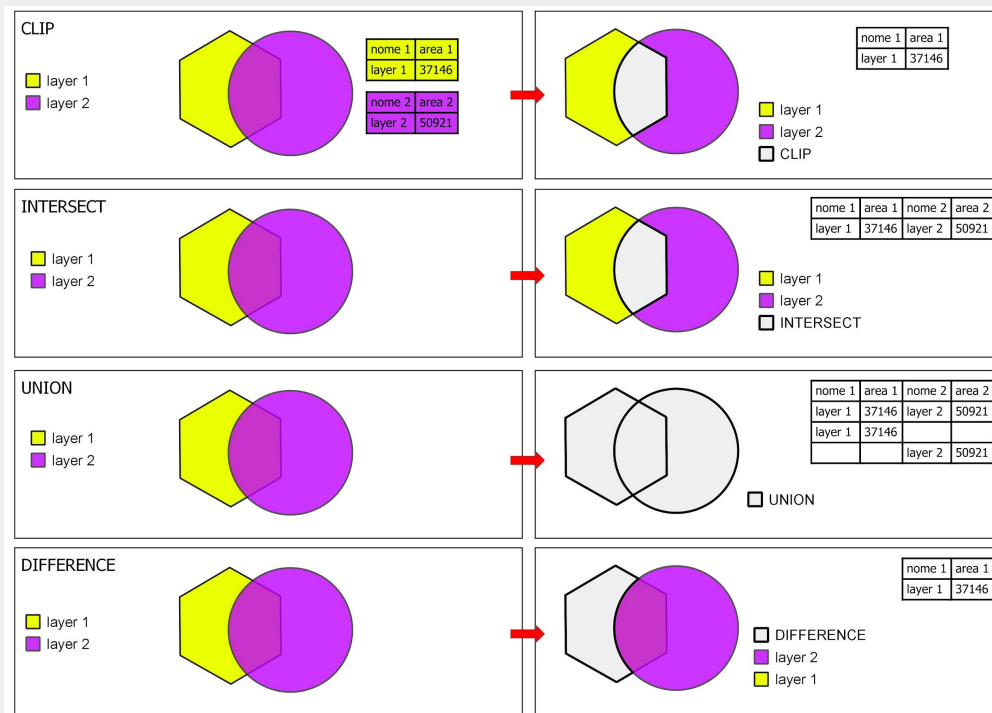 CLIP
layer 1
layer 2
nome 1 area 1
layer 1 37146
nome 2 area 2
layer 2 50921
nome 1 area 1
layer 1 37146
layer 1
layer 2
CLIP
INTERSECT
layer 1
layer 2
nome 1 area 1 nome 2 area 2
layer 1 37146 layer 2 50921
layer 1
layer 2
INTERSECT
UNION
layer 1
layer 2
nome 1 area 1 nome 2 area 2
layer 1 37146 layer 2 50921
layer 1 37146
layer 2 50921
UNION
DIFFERENCE
layer 1
layer 2
nome 1 area 1
layer 1 37146
DIFFERENCE
layer 2
layer 1